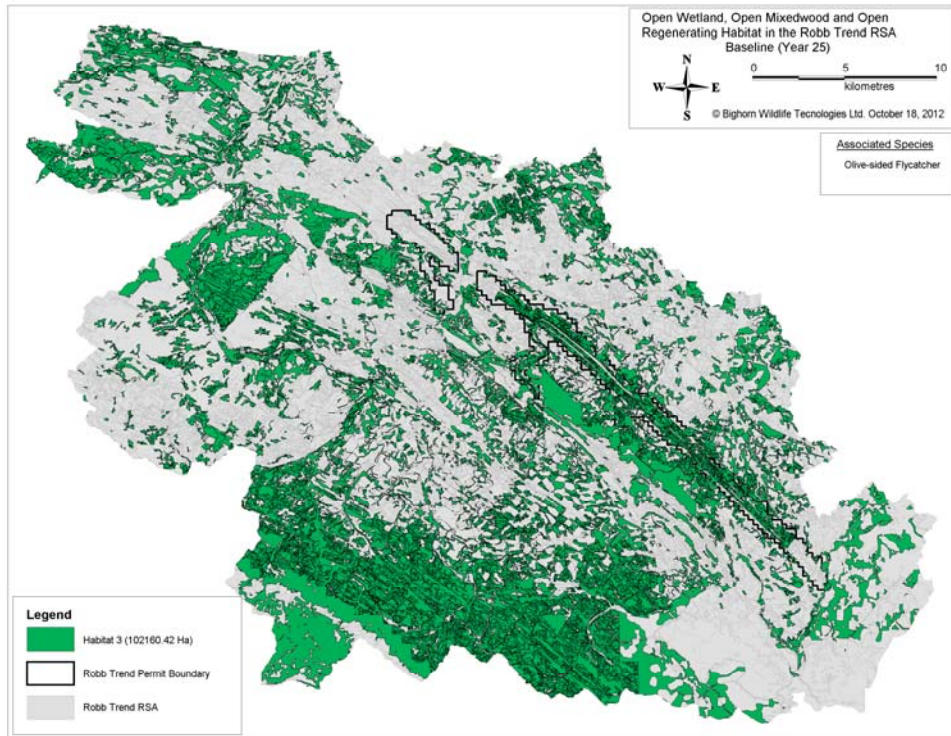 Open Wetland, Open Mixedwood and Open
Regenerating Habitat in the Robb Trend RSA
Baseline (Year 25)
N
W E
S
0 5 10
kilometres
© Bighorn Wildlife Tecnologies Ltd. October 18, 2012
Associated Species
Olive-sided Flycatcher
Legend
Habitat 3 (102160.42 Ha)
Robb Trend Permit Boundary
Robb Trend RSA